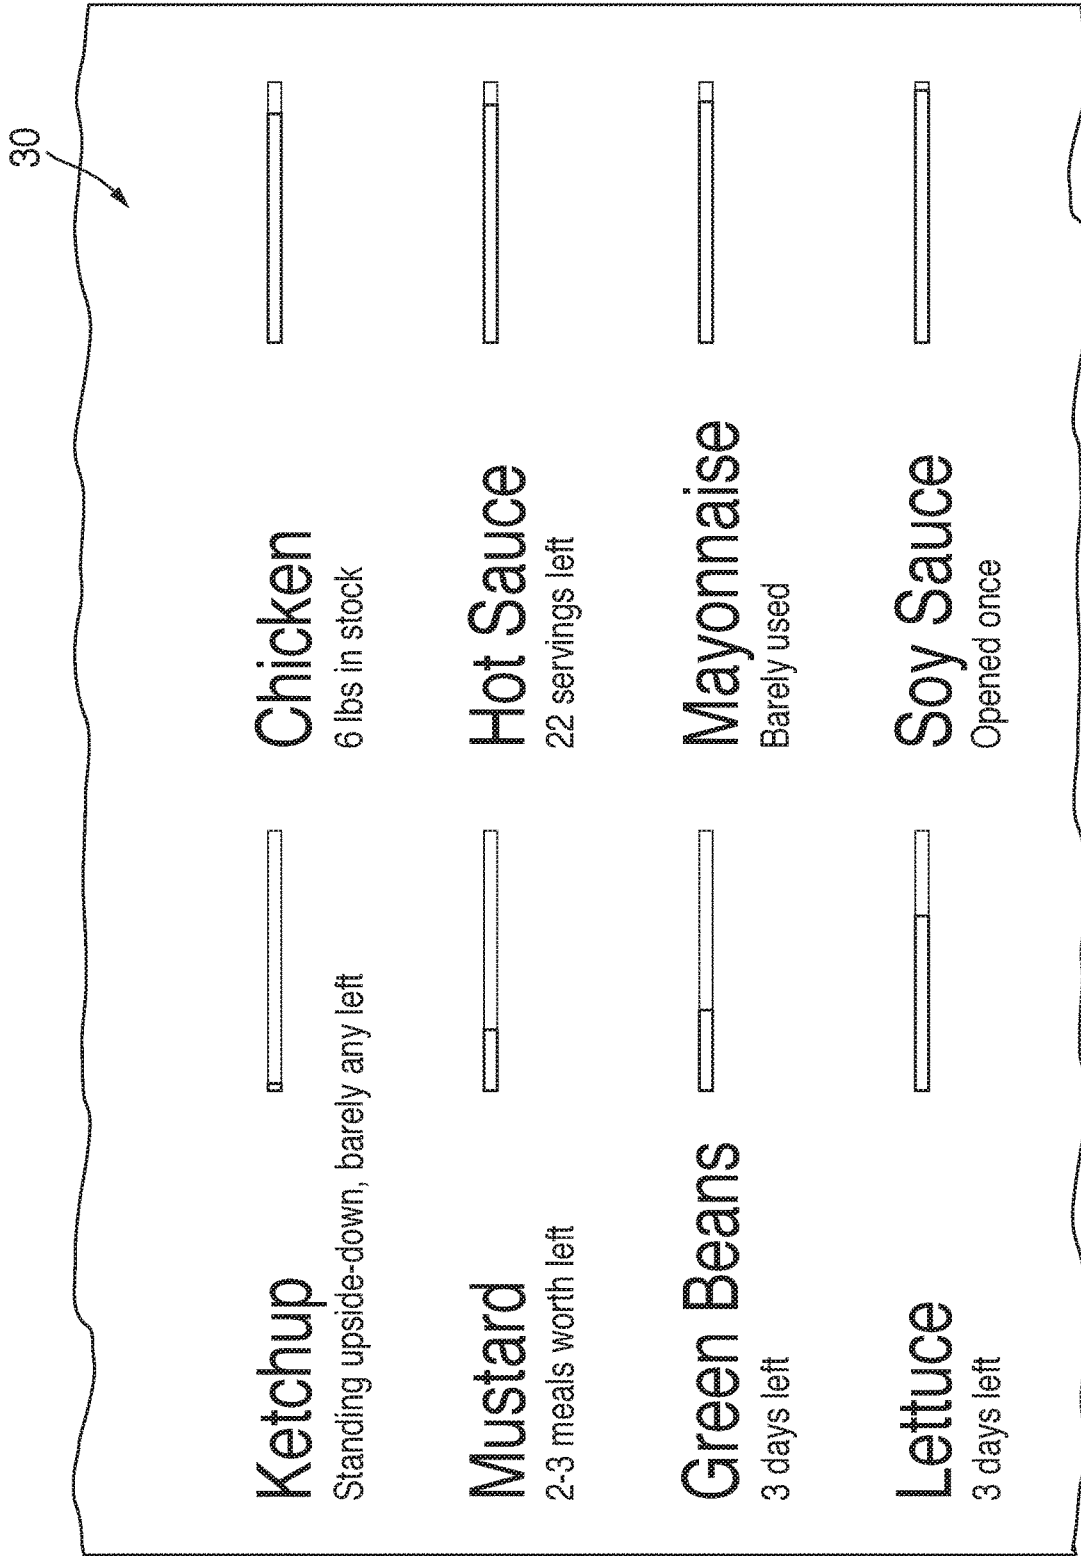 30
Ketchup
Standing upside-down, barely any left
Mustard
2-3 meals worth left
Green Beans
3 days left
Lettuce
3 days left
Chicken
6 lbs in stock
Hot Sauce
22 servings left
Mayonnaise
Barely used
Soy Sauce
Opened once